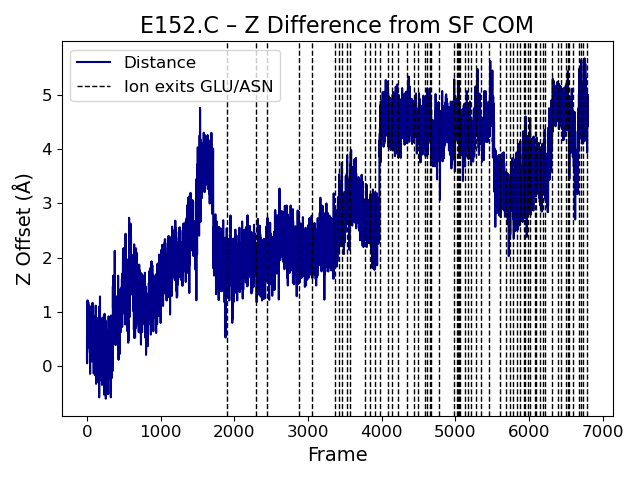 E152.C – Z Difference from SF COM
Distance
Ion exits GLU/ASN
Z Offset (Å)
5
4
3
2
1
0
0 1000 2000 3000 4000 5000 6000 7000
Frame